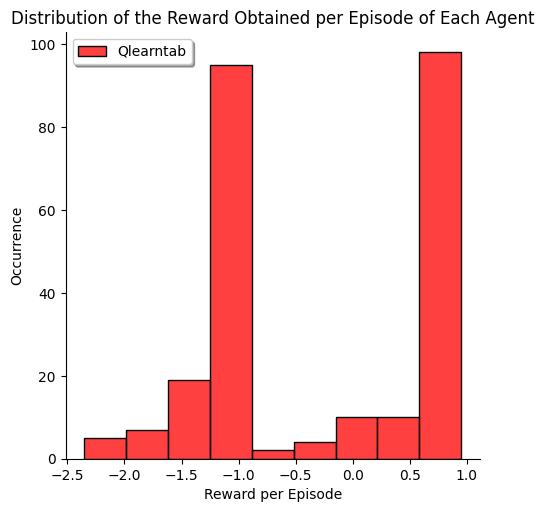 Distribution of the Reward Obtained per Episode of Each Agent
Qlearntab
100
80
60
40
20
0
Occurrence
−2.5 −2.0 −1.5 −1.0 −0.5 0.0 0.5 1.0
Reward per Episode